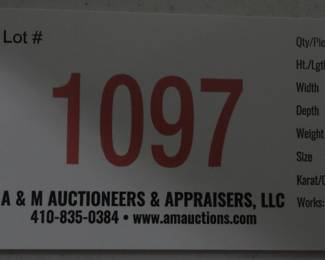 Lot #
Qty/Pie
Ht./Lgt
Width
1097
Depth
Weight
Size
Karat/
A & M AUCTIONEERS & APPRAISERS, LLC
Works:
410-835-0384 • www.amauctions.com